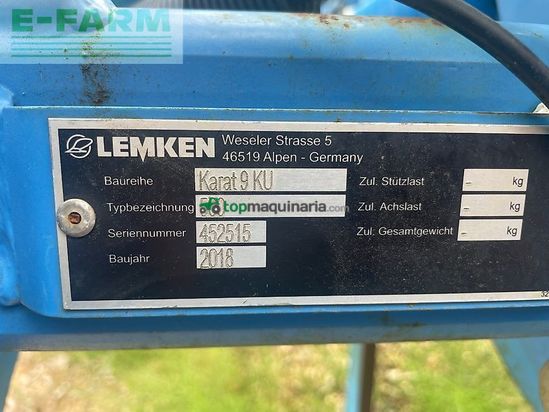 E-FARM
LEMKEN
Weseler Strasse 5
46519 Alpen - Germany
Baureihe Karat 9 KU Zul. Stützlast - kg
Typbezeichnung Zul. Achslast - kg
topmaquinaria.com
Seriennummer 452515 Zul. Gesamtgewicht - kg
Baujahr 2018